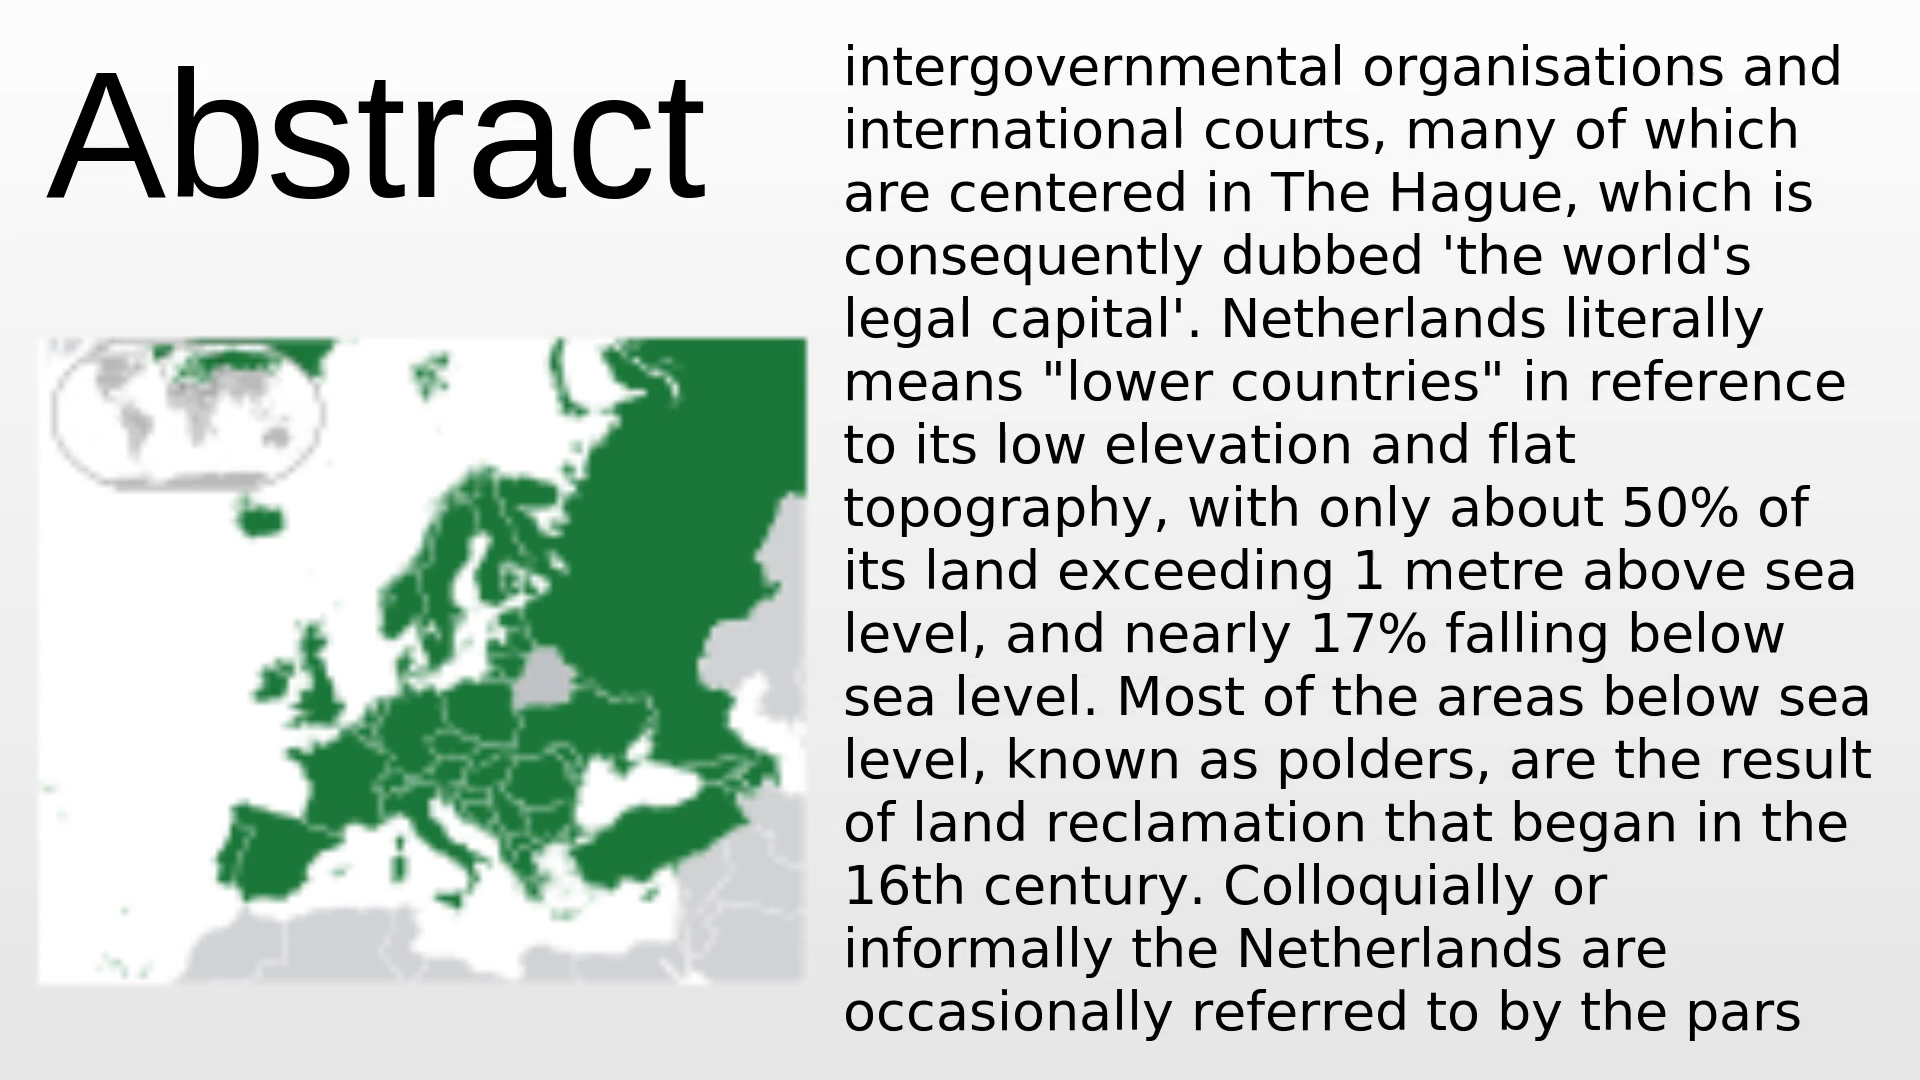 Abstract
intergovernmental organisations and
international courts, many of which
are centered in The Hague, which is
consequently dubbed 'the world's
legal capital'. Netherlands literally
means "lower countries" in reference
to its low elevation and flat
topography, with only about 50% of
its land exceeding 1 metre above sea
level, and nearly 17% falling below
sea level. Most of the areas below sea
level, known as polders, are the result
of land reclamation that began in the
16th century. Colloquially or
informally the Netherlands are
occasionally referred to by the pars